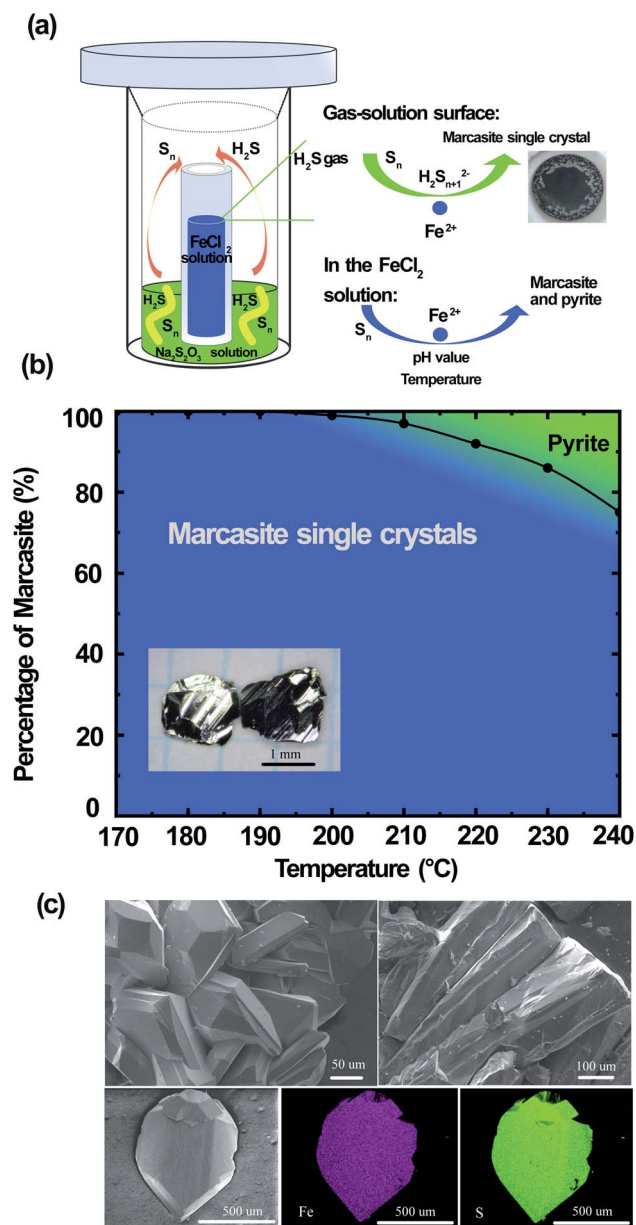 (a)
Gas-solution surface:
Marcasite single crystal
Sₙ
H₂S
H₂S gas
Sₙ
H₂Sₙ₊₁²⁻
Fe²⁺
FeCl₂
solution
In the FeCl₂
solution:
Marcasite
and pyrite
Fe²⁺
Sₙ
H₂S
H₂S
Sₙ
Sₙ
pH value
Na₂S₂O₃ solution
Temperature
(b)
Percentage of Marcasite (%)
100
80
60
40
20
0
Pyrite
Marcasite single crystals
1 mm
170 180 190 200 210 220 230 240
Temperature (°C)
(c)
50 um
100 um
500 um
Fe
500 um
S
500 um